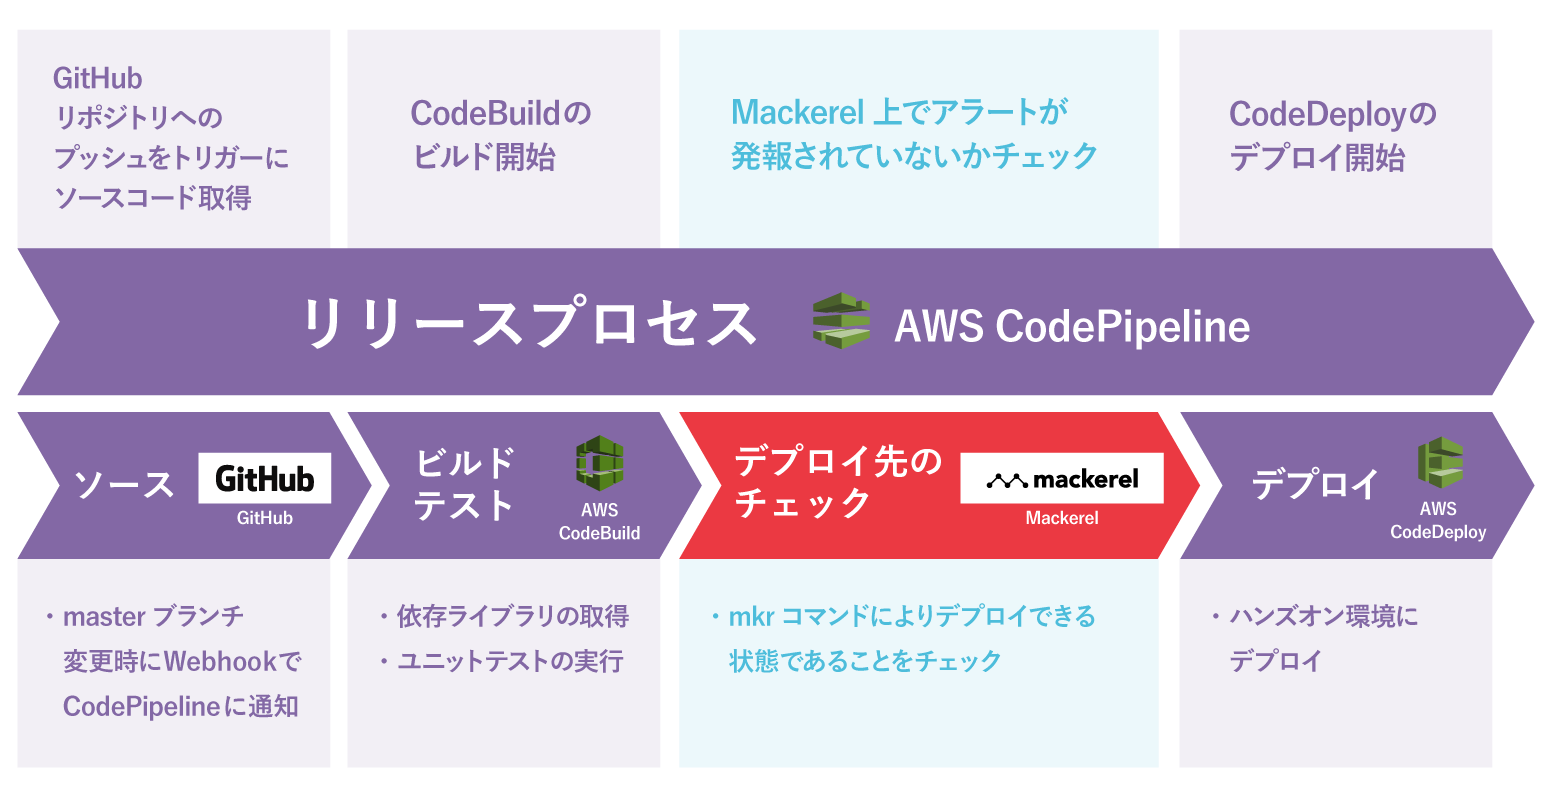 GitHub
リポジトリへの
プッシュをトリガーに
ソースコード取得
CodeBuildの
ビルド開始
Mackerel 上でアラートが
発報されていないかチェック
CodeDeployの
デプロイ開始
リリースプロセス AWS CodePipeline
ソース
GitHub
GitHub
ビルド
テスト
AWS
CodeBuild
デプロイ先の
チェック
mackerel
Mackerel
デプロイ
AWS
CodeDeploy
・master ブランチ
変更時にWebhookで
CodePipelineに通知
・依存ライブラリの取得
・ユニットテストの実行
・mkr コマンドによりデプロイできる
状態であることをチェック
・ハンズオン環境に
デプロイ